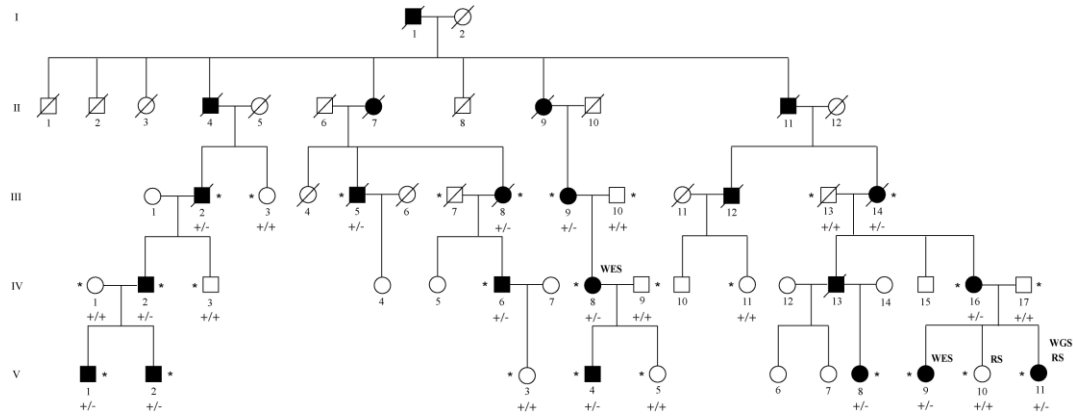 I
1 2
II
1 2 3 4 5 6 7 8 9 10 11 12
III
1 2 * * 3 4 * 5 6 * 7 8 * * 9 10 * 11 12 * 13 14 *
+/- +/+ +/- +/- +/- +/+ +/+ +/-
IV
WES
* 1 2 * * 3 4 5 * 6 7 * 8 9 * 10 * 11 12 13 14 15 16 17 *
+/+ +/- +/+ +/- +/- +/+ +/+ +/- +/+
WGS
WES RS RS
V
1 * 2 * * 3 * 4 * 5 6 7 8 * * 9 * 10 * 11
+/- +/- +/+ +/- +/+ +/- +/- +/+ +/-